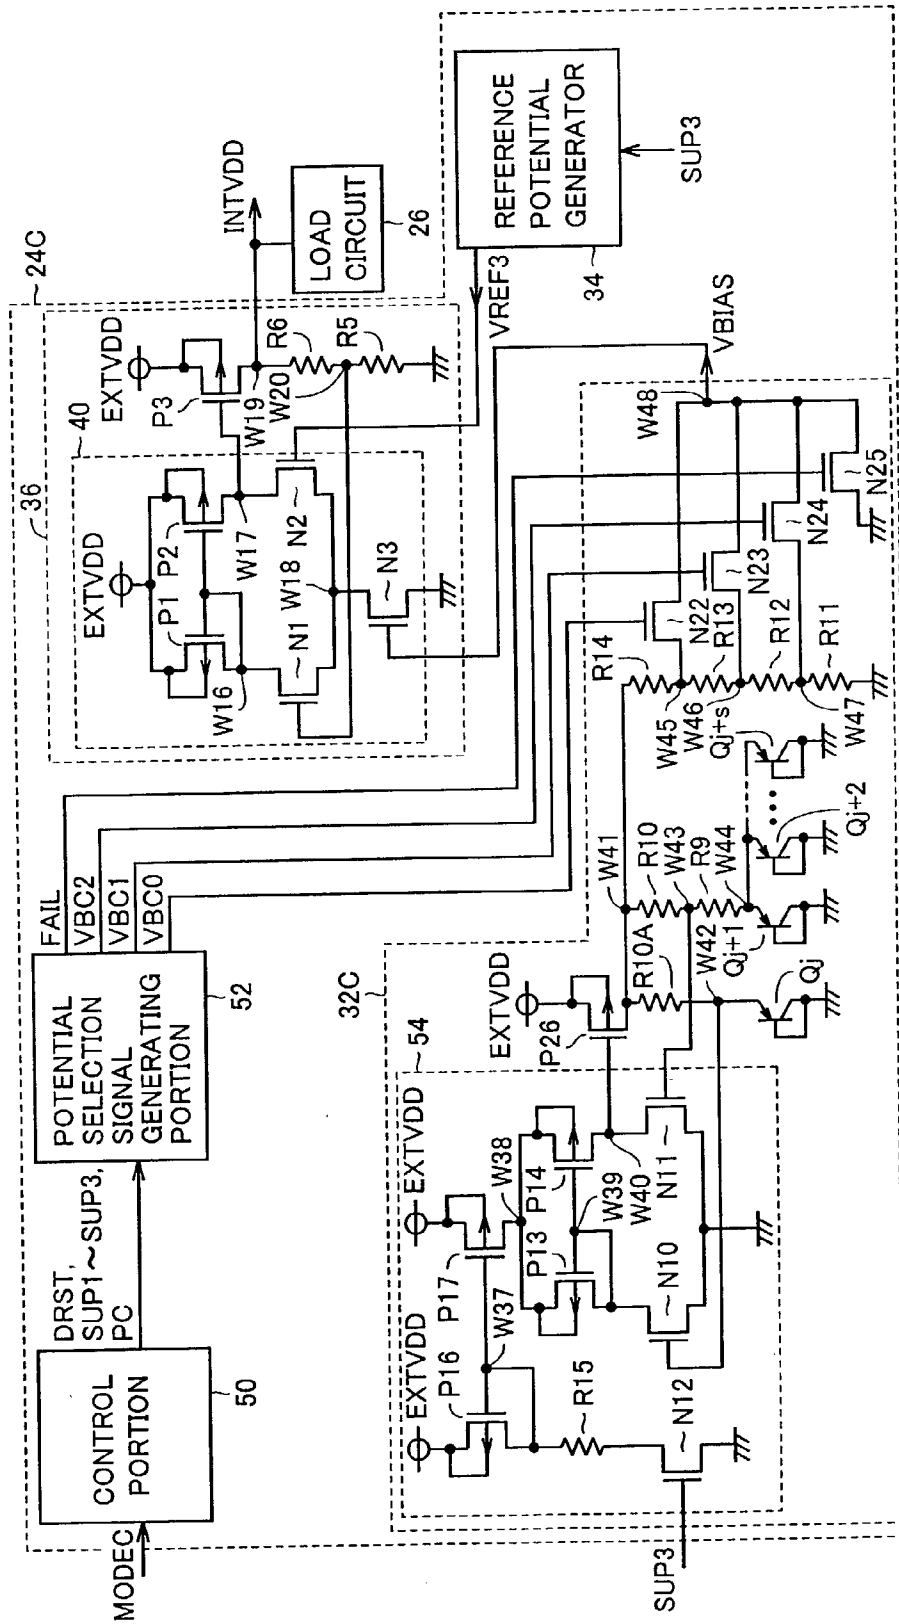 MODEC
CONTROL
PORTION
50
DRST,
SUP1~SUP3,
PC
POTENTIAL
SELECTION
SIGNAL
GENERATING
PORTION
52
FAIL
VBC2
VBC1
VBC0
24C
36
40
EXTVDD
P1
P2
W16
W17
N1
W18
N2
N3
EXTVDD
P3
W19
W20
R6
R5
INTVDD
LOAD
CIRCUIT
26
REFERENCE
POTENTIAL
GENERATOR
34
VREF3
SUP3
32C
54
EXTVDD
P16
W37
R15
N12
SUP3
EXTVDD
P17
W38
P13
P14
W39
W40
N10
N11
EXTVDD
P26
W41
R10A
R10
W43
R9
W42
W44
Qj
Qj+1
Qj+2
Qj+s
R14
W45
R13
W46
R12
W47
R11
N22
N23
N24
N25
W48
VBIAS